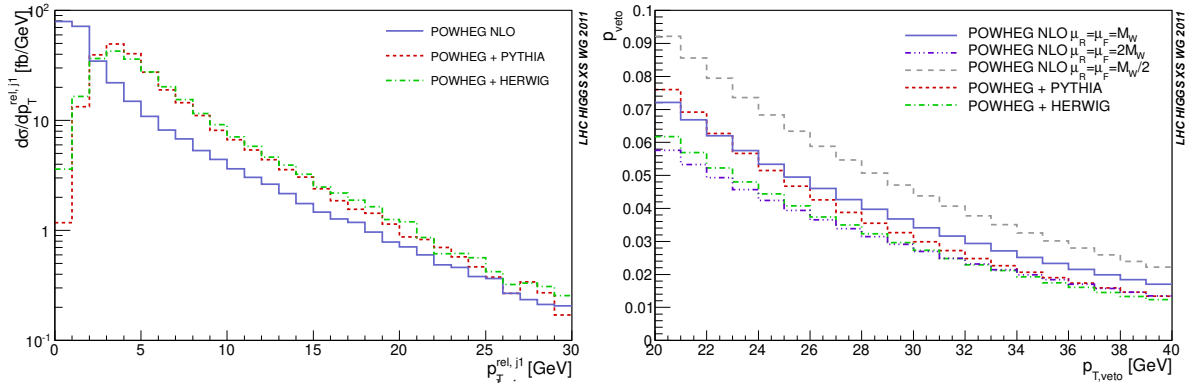 dσ/dp_T^{rel, j1} [fb/GeV]
10²
10
1
10⁻¹
POWHEG NLO
POWHEG + PYTHIA
POWHEG + HERWIG
0 5 10 15 20 25 30
p_T^{rel, j1} [GeV]
LHC HIGGS XS WG 2011
p_veto
0.1
0.09
0.08
0.07
0.06
0.05
0.04
0.03
0.02
0.01
0
POWHEG NLO μ_R=μ_F=M_W
POWHEG NLO μ_R=μ_F=2M_W
POWHEG NLO μ_R=μ_F=M_W/2
POWHEG + PYTHIA
POWHEG + HERWIG
20 22 24 26 28 30 32 34 36 38 40
p_{T,veto} [GeV]
LHC HIGGS XS WG 2011